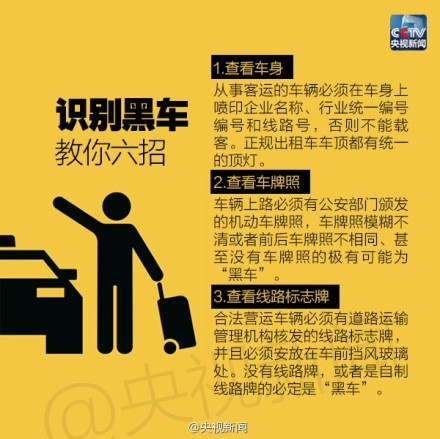 CCTV
央视新闻
识别黑车
教你六招
1.查看车身
从事客运的车辆必须在车身上
喷印企业名称、行业统一编号
编号和线路号，否则不能载
客。正规出租车车顶都有统一
的顶灯。
2.查看车牌照
车辆上路必须有公安部门颁发
的机动车牌照，车牌照模糊不
清或者前后车牌照不相同、甚
至没有车牌照的极有可能为
“黑车”。
3.查看线路标志牌
合法营运车辆必须有道路运输
管理机构核发的线路标志牌，
并且必须安放在车前挡风玻璃
处。没有线路牌，或者是自制
线路牌的必定是“黑车”。
@央视新闻
@央视新闻